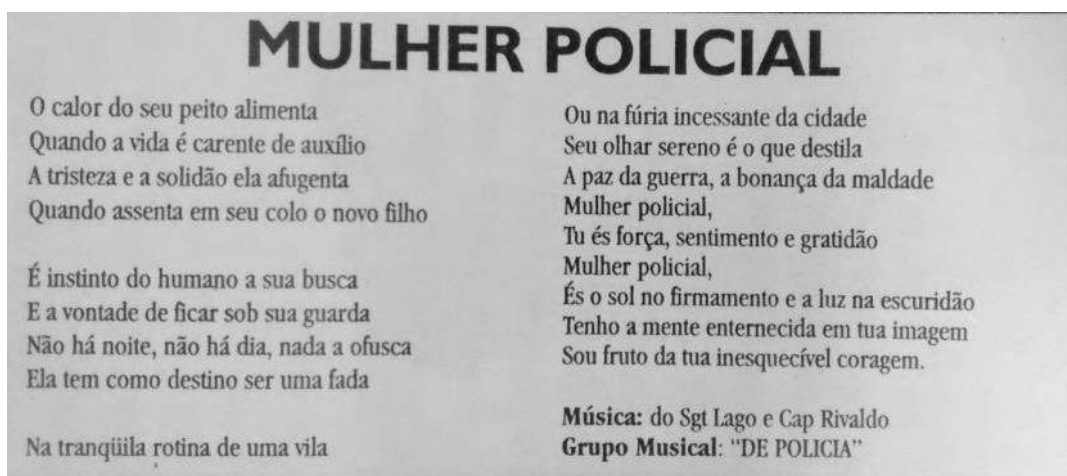 MULHER POLICIAL
O calor do seu peito alimenta
Quando a vida é carente de auxílio
A tristeza e a solidão ela afugenta
Quando assenta em seu colo o novo filho
É instinto do humano a sua busca
E a vontade de ficar sob sua guarda
Não há noite, não há dia, nada a ofusca
Ela tem como destino ser uma fada
Na tranqüila rotina de uma vila
Ou na fúria incessante da cidade
Seu olhar sereno é o que destila
A paz da guerra, a bonança da maldade
Mulher policial,
Tu és força, sentimento e gratidão
Mulher policial,
És o sol no firmamento e a luz na escuridão
Tenho a mente enternecida em tua imagem
Sou fruto da tua inesquecível coragem.
Música: do Sgt Lago e Cap Rivaldo
Grupo Musical: “DE POLICIA”